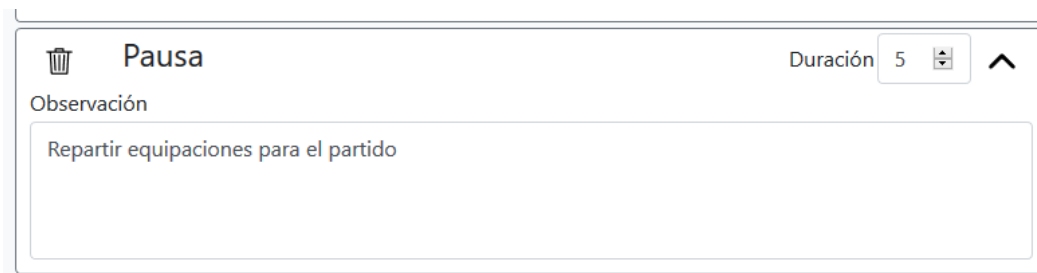 Pausa
Duración 5
Observación
Repartir equipaciones para el partido